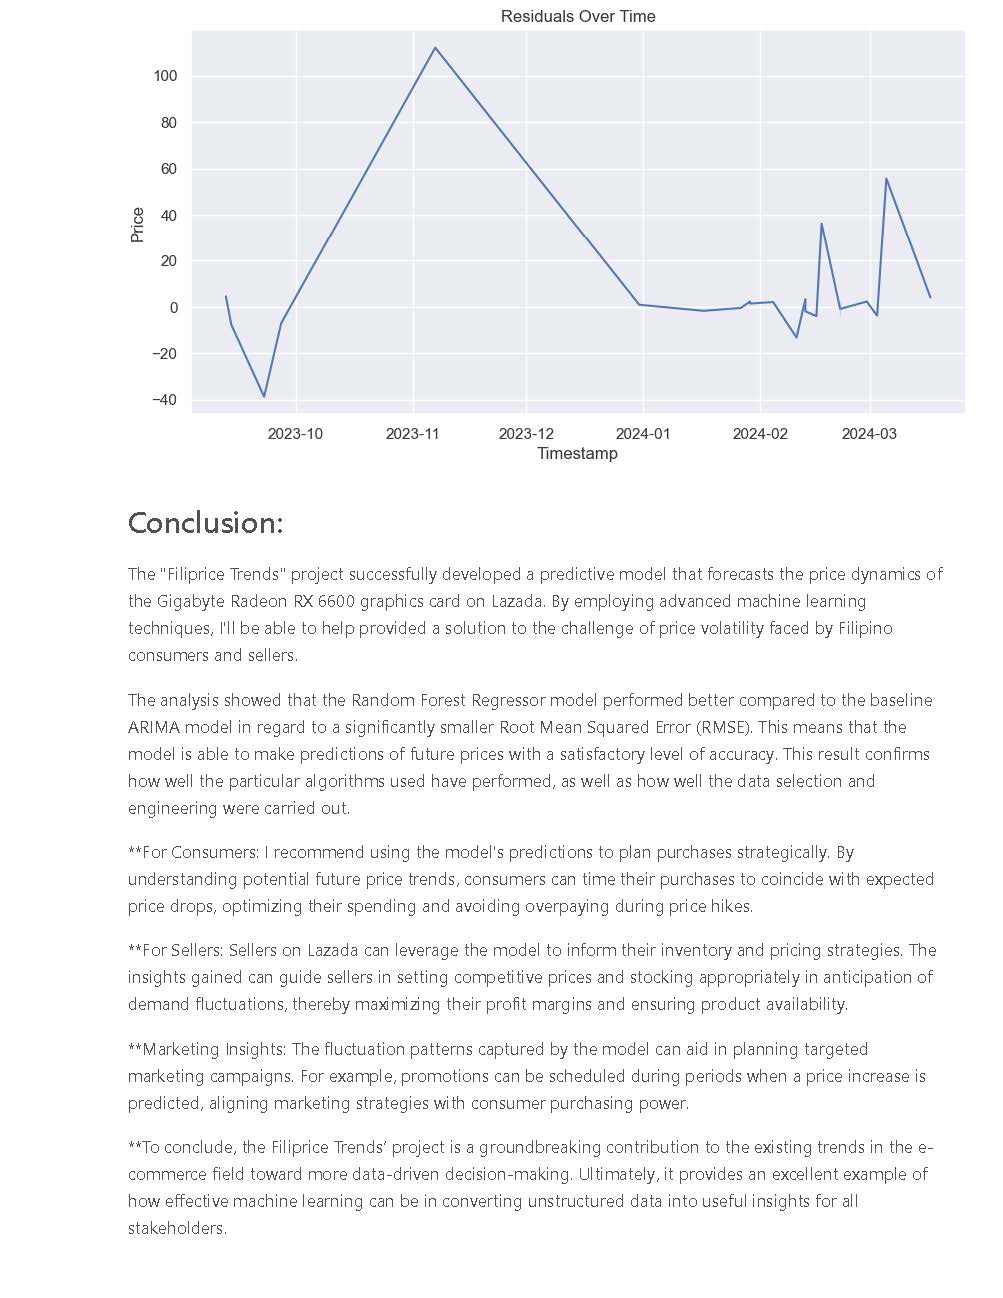 Residuals Over Time
100
80
60
40
20
0
−20
−40
Price
2023-10 2023-11 2023-12 2024-01 2024-02 2024-03
Timestamp
Conclusion:
The "Filiprice Trends" project successfully developed a predictive model that forecasts the price dynamics of
the Gigabyte Radeon RX 6600 graphics card on Lazada. By employing advanced machine learning
techniques, I'll be able to help provided a solution to the challenge of price volatility faced by Filipino
consumers and sellers.
The analysis showed that the Random Forest Regressor model performed better compared to the baseline
ARIMA model in regard to a significantly smaller Root Mean Squared Error (RMSE). This means that the
model is able to make predictions of future prices with a satisfactory level of accuracy. This result confirms
how well the particular algorithms used have performed, as well as how well the data selection and
engineering were carried out.
**For Consumers: I recommend using the model's predictions to plan purchases strategically. By
understanding potential future price trends, consumers can time their purchases to coincide with expected
price drops, optimizing their spending and avoiding overpaying during price hikes.
**For Sellers: Sellers on Lazada can leverage the model to inform their inventory and pricing strategies. The
insights gained can guide sellers in setting competitive prices and stocking appropriately in anticipation of
demand fluctuations, thereby maximizing their profit margins and ensuring product availability.
**Marketing Insights: The fluctuation patterns captured by the model can aid in planning targeted
marketing campaigns. For example, promotions can be scheduled during periods when a price increase is
predicted, aligning marketing strategies with consumer purchasing power.
**To conclude, the Filiprice Trends’ project is a groundbreaking contribution to the existing trends in the e-
commerce field toward more data-driven decision-making. Ultimately, it provides an excellent example of
how effective machine learning can be in converting unstructured data into useful insights for all
stakeholders.